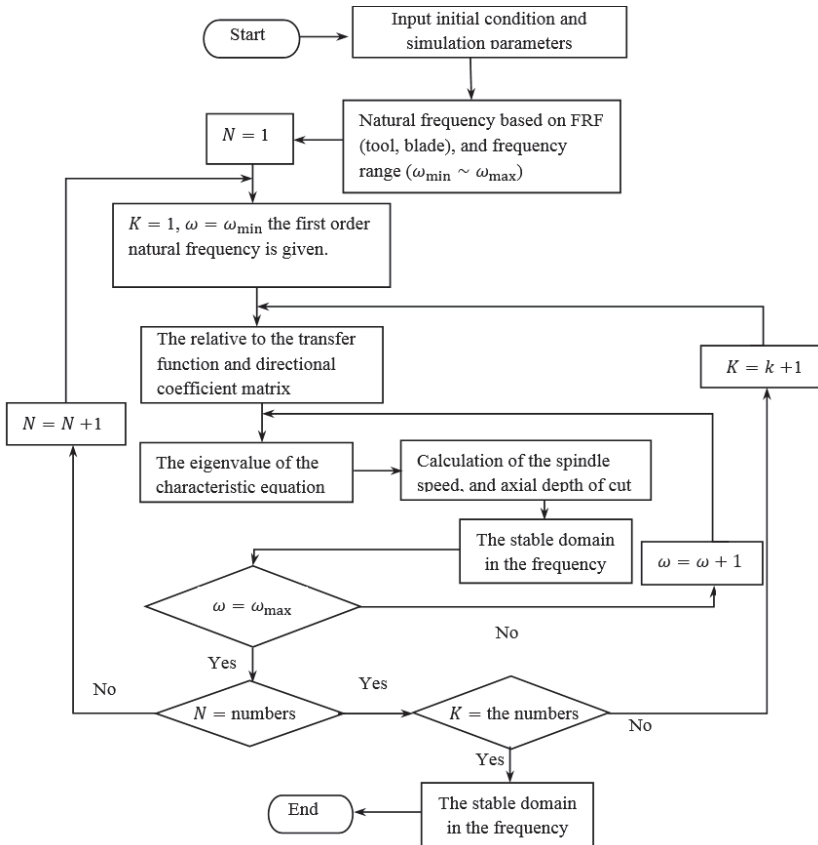 Start
Input initial condition and
simulation parameters
Natural frequency based on FRF
(tool, blade), and frequency
range (ω_min ~ ω_max)
N = 1
K = 1, ω = ω_min the first order
natural frequency is given.
The relative to the transfer
function and directional
coefficient matrix
K = k +1
N = N +1
The eigenvalue of the
characteristic equation
Calculation of the spindle
speed, and axial depth of cut
The stable domain
in the frequency
ω = ω + 1
ω = ω_max
No
Yes
No
N = numbers
Yes
K = the numbers
No
Yes
The stable domain
in the frequency
End